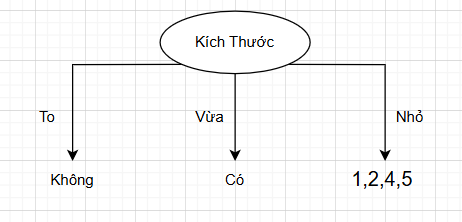 Kích Thước
To
Vừa
Nhỏ
Không
Có
1,2,4,5